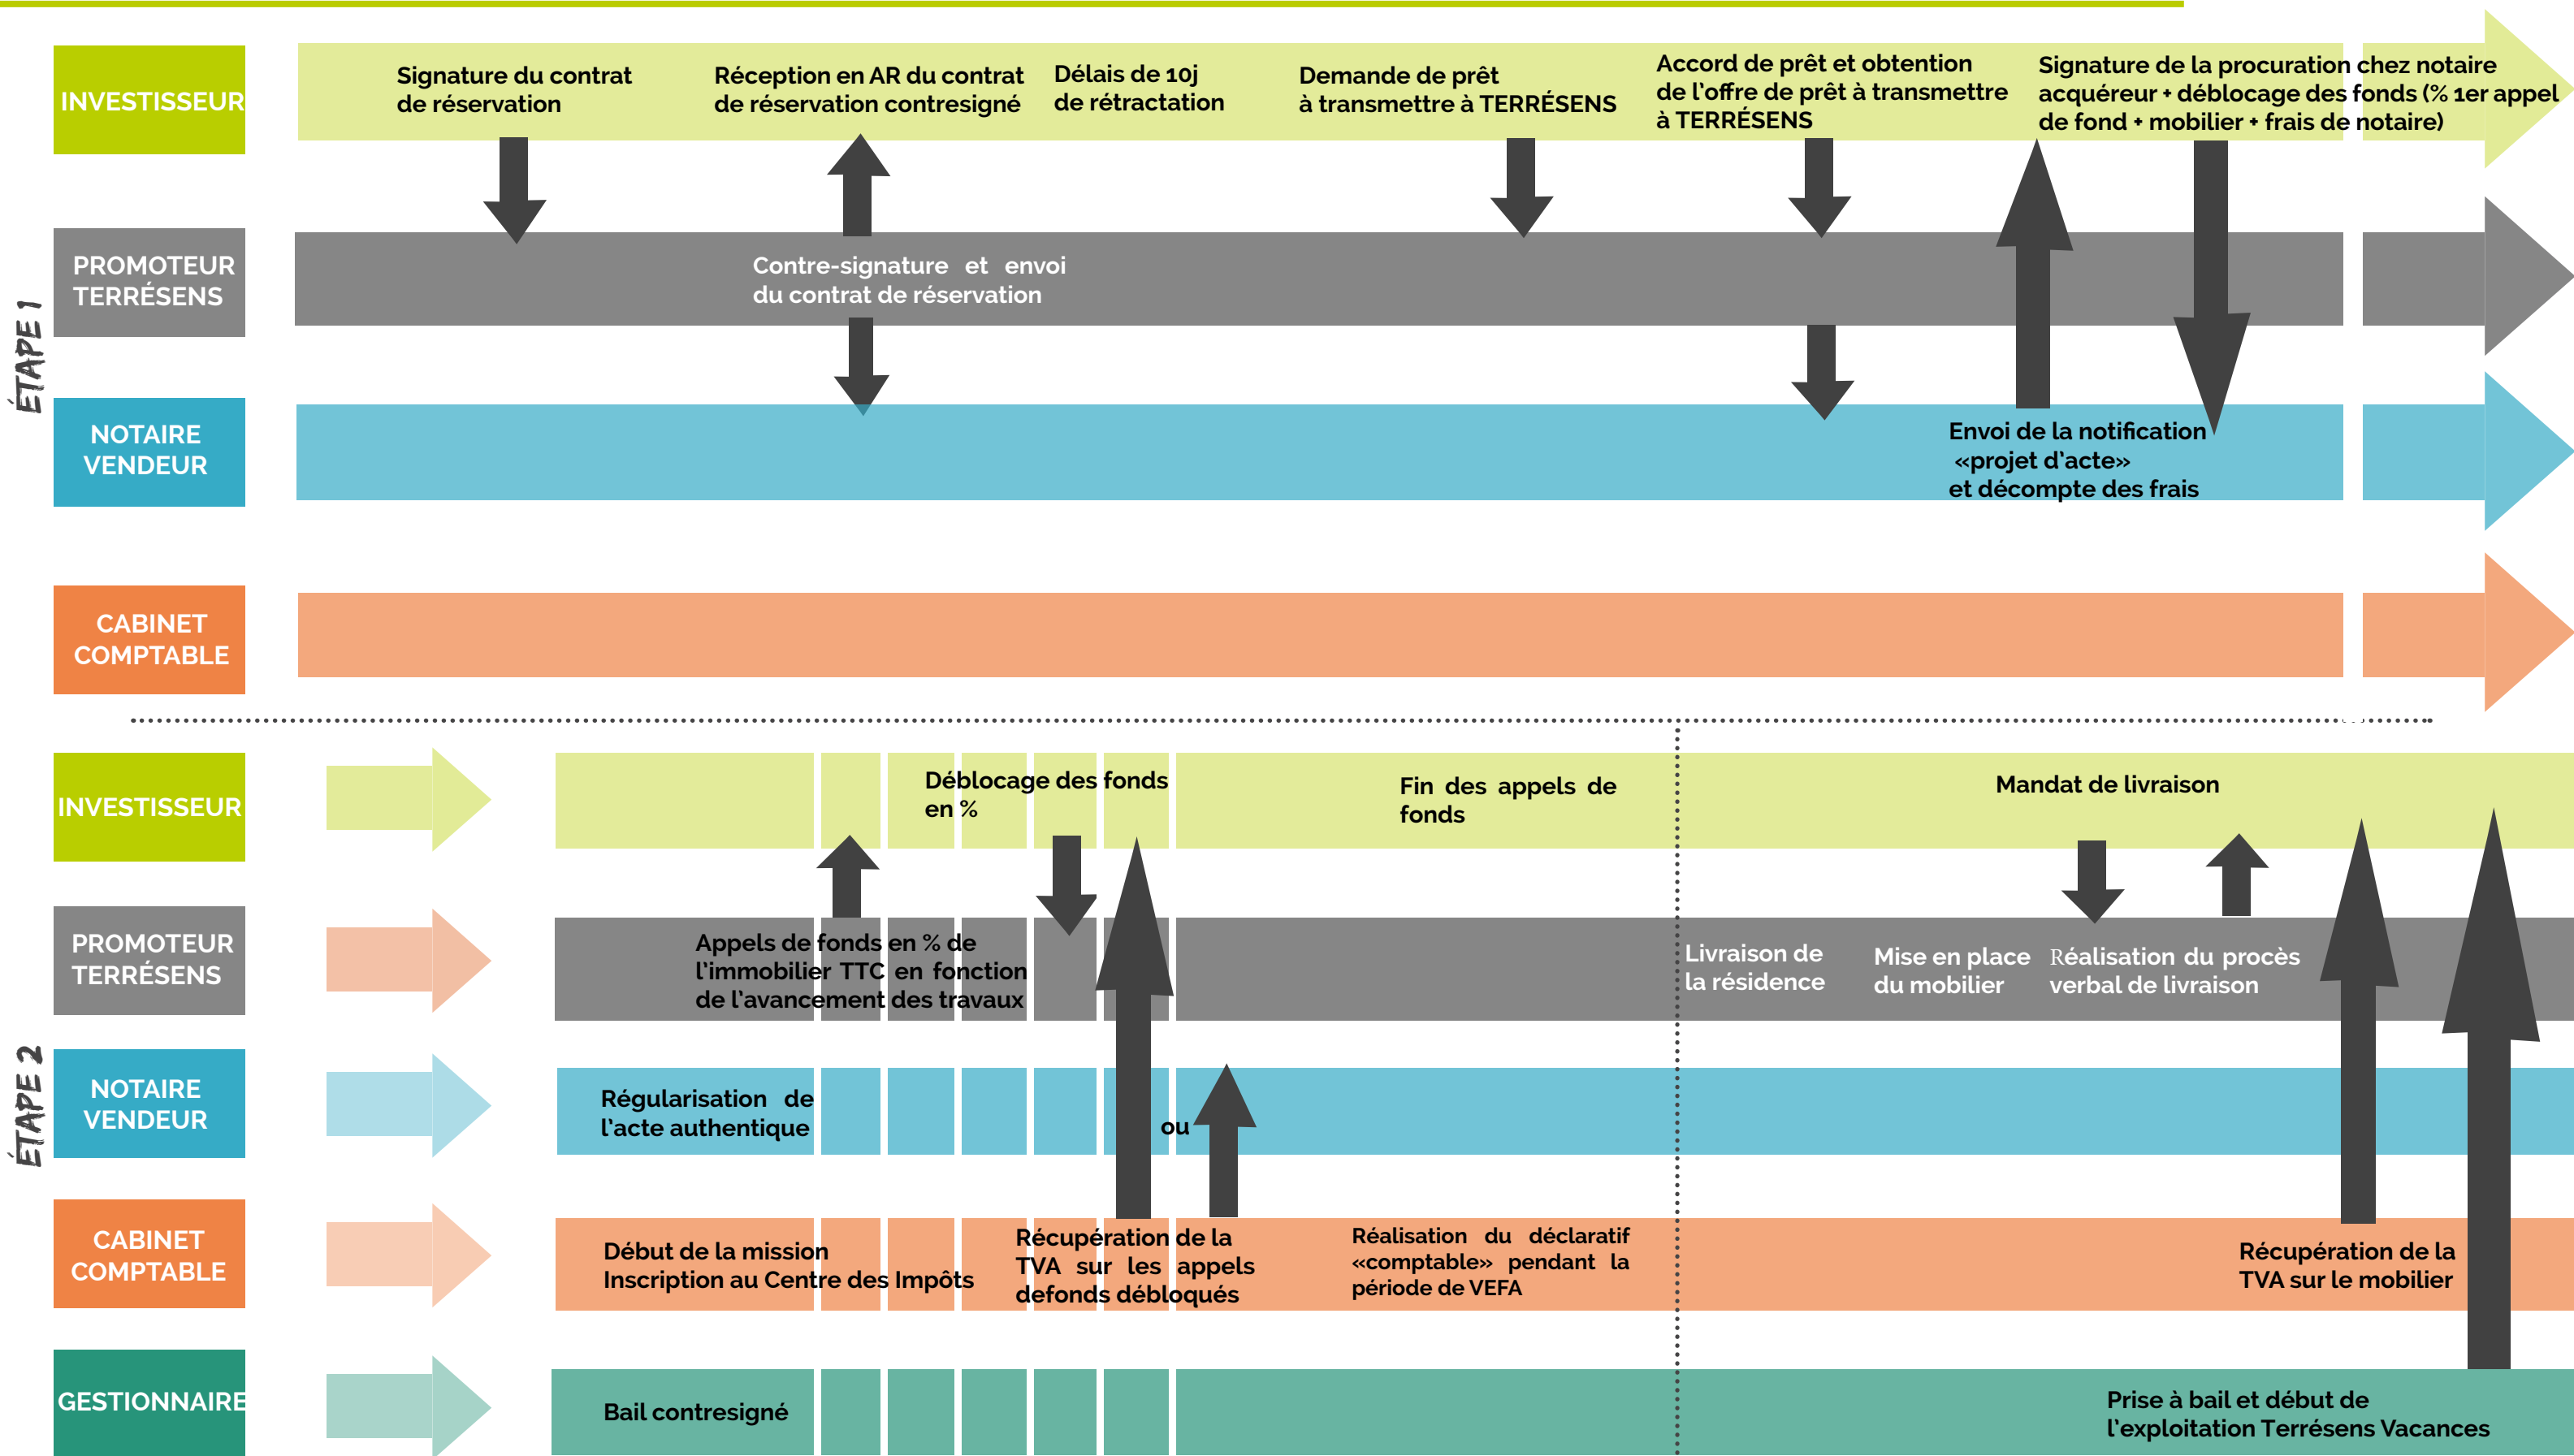 ÉTAPE 1
INVESTISSEUR
Signature du contrat
de réservation
Réception en AR du contrat
de réservation contresigné
Délais de 10j
de rétractation
Demande de prêt
à transmettre à TERRÉSENS
Accord de prêt et obtention
de l'offre de prêt à transmettre
à TERRÉSENS
Signature de la procuration chez notaire
acquéreur + déblocage des fonds (% 1er appel
de fond + mobilier + frais de notaire)
PROMOTEUR
TERRÉSENS
Contre-signature et envoi
du contrat de réservation
NOTAIRE
VENDEUR
Envoi de la notification
«projet d'acte»
et décompte des frais
CABINET
COMPTABLE
ÉTAPE 2
INVESTISSEUR
Déblocage des fonds
en %
Fin des appels de
fonds
Mandat de livraison
PROMOTEUR
TERRÉSENS
Appels de fonds en % de
l'immobilier TTC en fonction
de l'avancement des travaux
Livraison de
la résidence
Mise en place
du mobilier
Réalisation du procès
verbal de livraison
NOTAIRE
VENDEUR
Régularisation de
l'acte authentique
ou
CABINET
COMPTABLE
Début de la mission
Inscription au Centre des Impôts
Récupération de la
TVA sur les appels
defonds débloqués
Réalisation du déclaratif
«comptable» pendant la
période de VEFA
Récupération de la
TVA sur le mobilier
GESTIONNAIRE
Bail contresigné
Prise à bail et début de
l'exploitation Terrésens Vacances